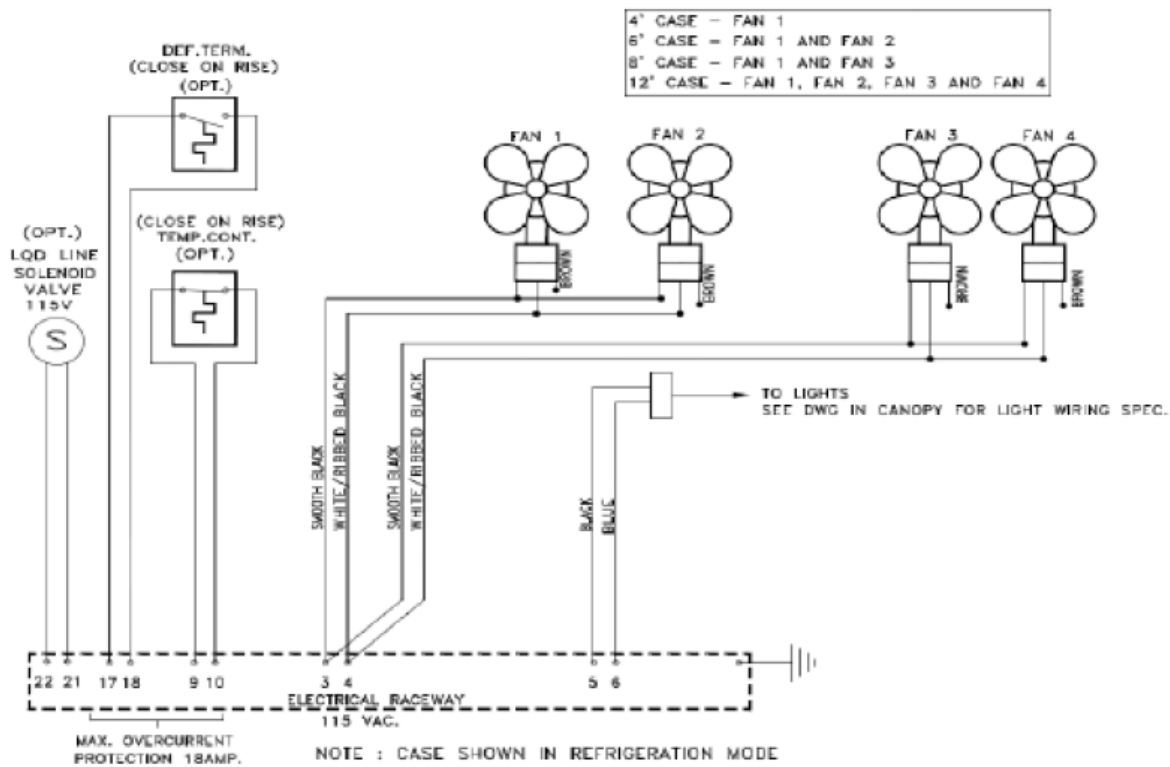 4' CASE - FAN 1
6' CASE - FAN 1 AND FAN 2
8' CASE - FAN 1 AND FAN 3
12' CASE - FAN 1, FAN 2, FAN 3 AND FAN 4
DEF.TERM.
(CLOSE ON RISE)
(OPT.)
FAN 1
FAN 2
FAN 3
FAN 4
(CLOSE ON RISE)
TEMP.CONT.
(OPT.)
(OPT.)
LQD LINE
SOLENOID
VALVE
115V
S
BROWN
BROWN
BROWN
BROWN
TO LIGHTS
SEE DWG IN CANOPY FOR LIGHT WIRING SPEC.
SMOOTH BLACK
WHITE/RIBBED BLACK
SMOOTH BLACK
WHITE/RIBBED BLACK
BLACK
BLUE
22 21 17 18 9 10 3 4 5 6
ELECTRICAL RACEWAY
115 VAC.
MAX. OVERCURRENT
PROTECTION 18AMP.
NOTE : CASE SHOWN IN REFRIGERATION MODE